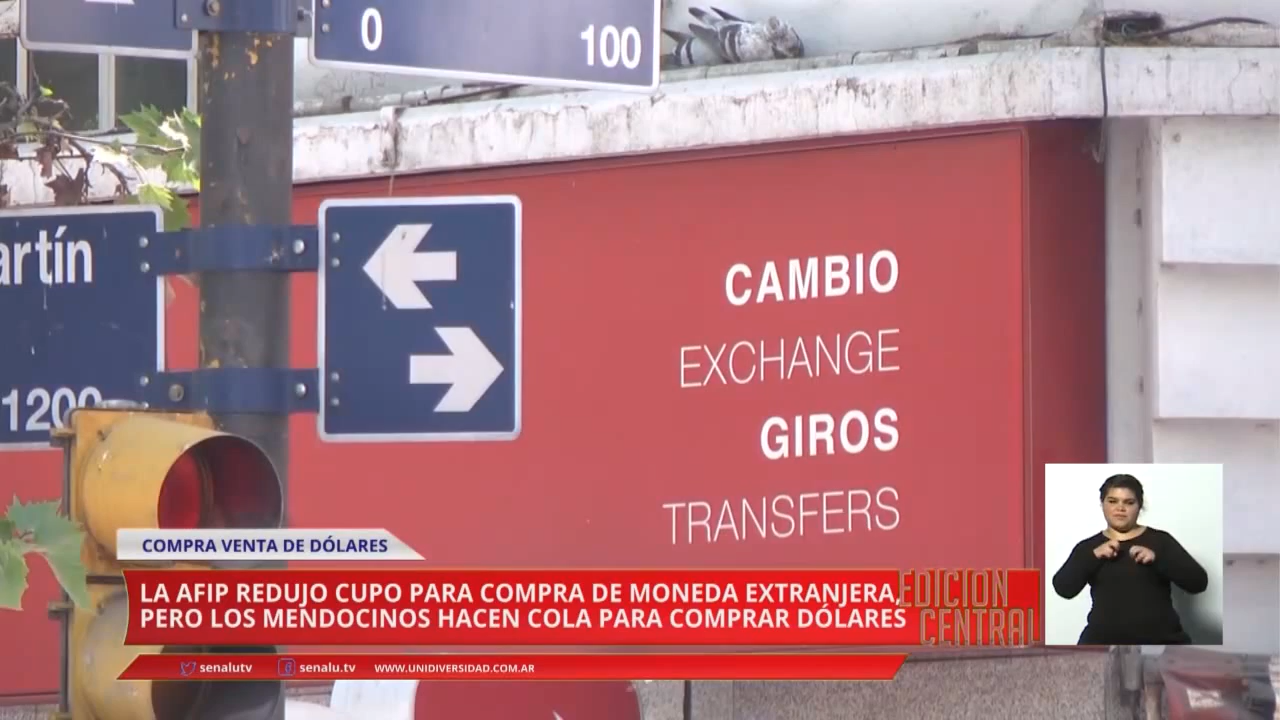 0
100
artín
1200
CAMBIO
EXCHANGE
GIROS
TRANSFERS
COMPRA VENTA DE DÓLARES
LA AFIP REDUJO CUPO PARA COMPRA DE MONEDA EXTRANJERA,
PERO LOS MENDOCINOS HACEN COLA PARA COMPRAR DÓLARES
EDICIÓN
CENTRAL
senalutv
senalu.tv
WWW.UNIDIVERSIDAD.COM.AR